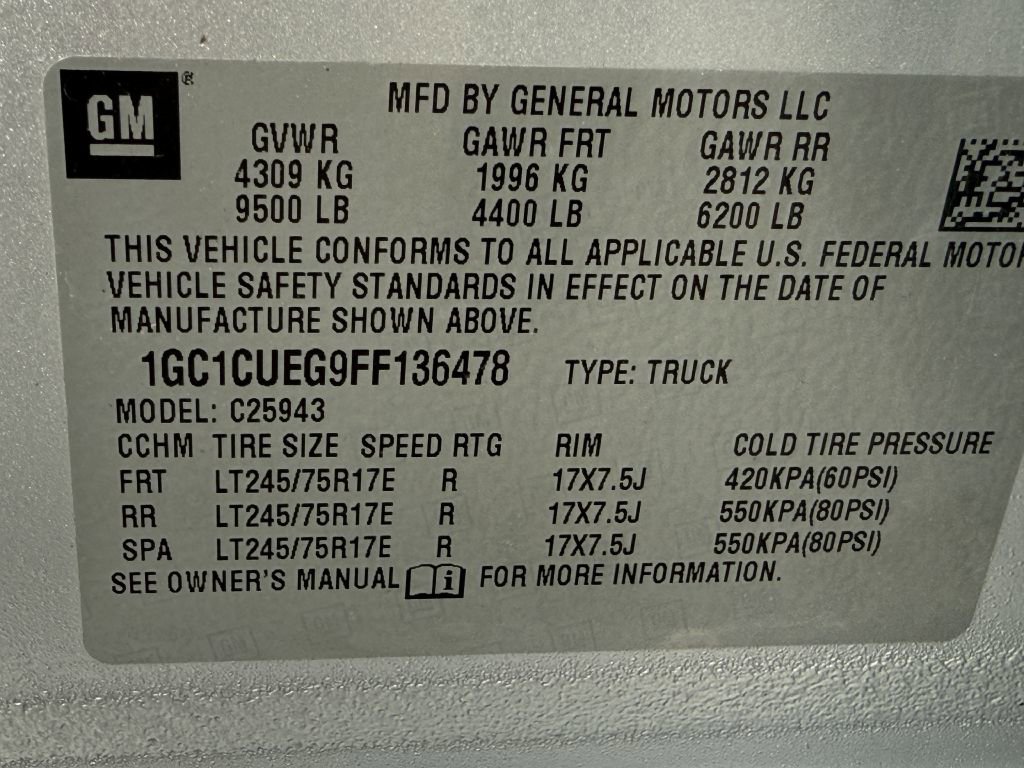 GM ®
MFD BY GENERAL MOTORS LLC
GVWR GAWR FRT GAWR RR
4309 KG 1996 KG 2812 KG
9500 LB 4400 LB 6200 LB
THIS VEHICLE CONFORMS TO ALL APPLICABLE U.S. FEDERAL MOTOR
VEHICLE SAFETY STANDARDS IN EFFECT ON THE DATE OF
MANUFACTURE SHOWN ABOVE.
1GC1CUEG9FF136478 TYPE: TRUCK
MODEL: C25943
CCHM TIRE SIZE SPEED RTG RIM COLD TIRE PRESSURE
FRT LT245/75R17E R 17X7.5J 420KPA(60PSI)
RR LT245/75R17E R 17X7.5J 550KPA(80PSI)
SPA LT245/75R17E R 17X7.5J 550KPA(80PSI)
SEE OWNER'S MANUAL i FOR MORE INFORMATION.